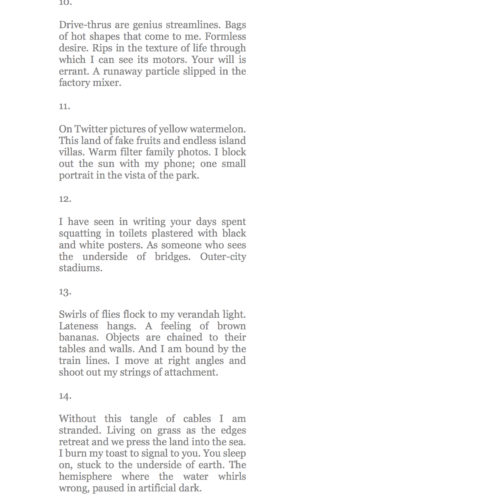 10.
Drive-thrus are genius streamlines. Bags
of hot shapes that come to me. Formless
desire. Rips in the texture of life through
which I can see its motors. Your will is
errant. A runaway particle slipped in the
factory mixer.
11.
On Twitter pictures of yellow watermelon.
This land of fake fruits and endless island
villas. Warm filter family photos. I block
out the sun with my phone; one small
portrait in the vista of the park.
12.
I have seen in writing your days spent
squatting in toilets plastered with black
and white posters. As someone who sees
the underside of bridges. Outer-city
stadiums.
13.
Swirls of flies flock to my verandah light.
Lateness hangs. A feeling of brown
bananas. Objects are chained to their
tables and walls. And I am bound by the
train lines. I move at right angles and
shoot out my strings of attachment.
14.
Without this tangle of cables I am
stranded. Living on grass as the edges
retreat and we press the land into the sea.
I burn my toast to signal to you. You sleep
on, stuck to the underside of earth. The
hemisphere where the water whirls
wrong, paused in artificial dark.